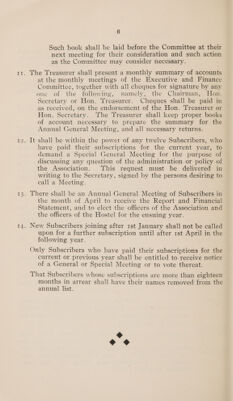 6
Such book shall be laid before the Committee at their
next meeting for their consideration and such action
as the Committee may consider necessary.
11. The Treasurer shall present a monthly summary of accounts
at the monthly meetings of the Executive and Finance
Committee, together with all cheques for signature by any
one of the following, namely, the Chairman, Hon.
Secretary or Hon. Treasurer. Cheques shall be paid in
as received, on the endorsement of the Hon. Treasurer or
Hon. Secretary. The Treasurer shall keep proper books
of account necessary to prepare the summary for the
Annual General Meeting, and all necessary returns.
12. It shall be within the power of any twelve Subscribers, who
have paid their subscriptions for the current year, to
demand a Special General Meeting for the purpose of
discussing any question of the administration or policy of
the Association. This request must be delivered in
writing to the Secretary, signed by the persons desiring to
call a Meeting.
13. There shall be an Annual General Meeting of Subscribers in
the month of April to receive the Report and Financial
Statement, and to elect the officers of the Association and
the officers of the Hostel for the ensuing year.
14. New Subscribers joining after 1st January shall not be called
upon for a further subscription until after 1st April in the
following year.
Only Subscribers who have paid their subscriptions for the
current or previous year shall be entitled to receive notice
of a General or Special Meeting or to vote thereat.
That Subscribers whose subscriptions are more than eighteen
months in arrear shall have their names removed from the
annual list.